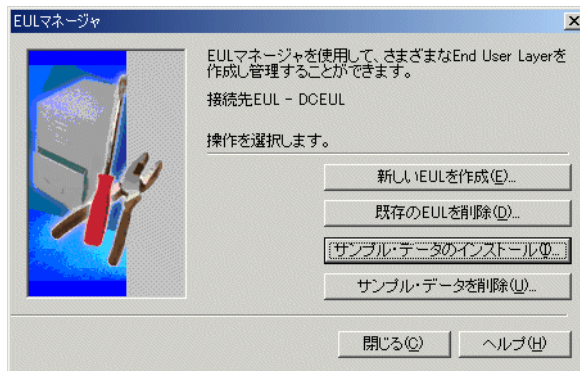 EULマネージャ
EULマネージャを使用して、さまざまなEnd User Layerを
作成し管理することができます。
接続先EUL - DCEUL
操作を選択します。
新しいEULを作成(E)...
既存のEULを削除(D)...
サンプル・データのインストール(I)...
サンプル・データを削除(U)...
閉じる(C)
ヘルプ(H)